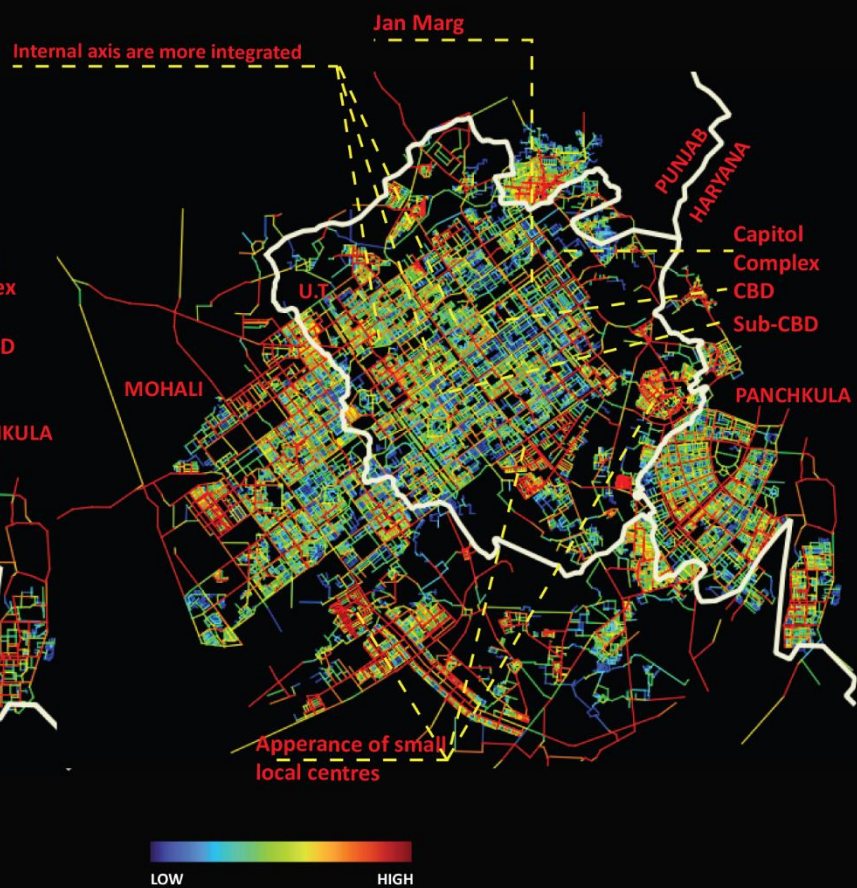 Jan Marg
Internal axis are more integrated
PUNJAB
HARYANA
Capitol
Complex
CBD
Sub-CBD
U.T
MOHALI
PANCHKULA
ex
D
KULA
Apperance of small
local centres
LOW
HIGH